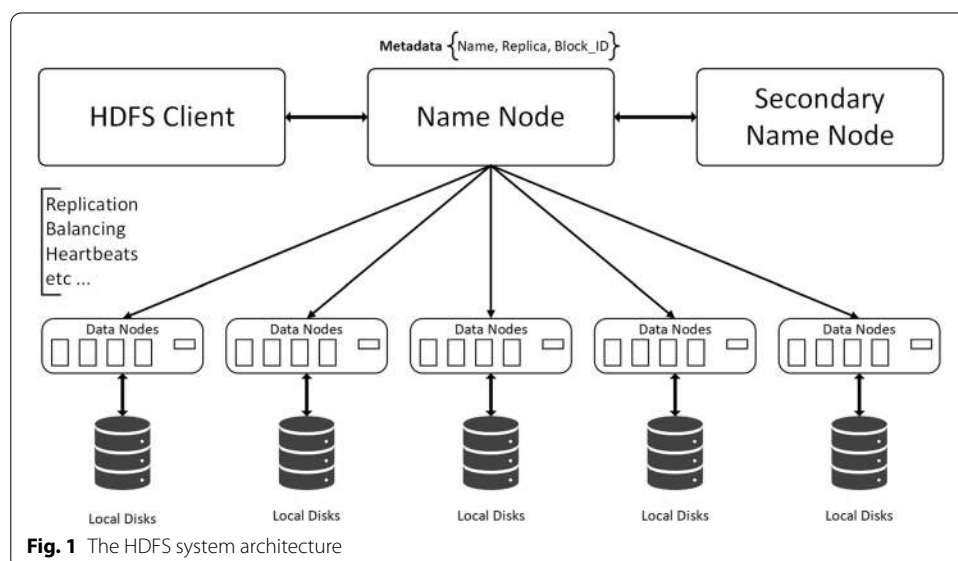 Metadata {Name, Replica, Block_ID}
HDFS Client
Name Node
Secondary
Name Node
Replication
Balancing
Heartbeats
etc ...
Data Nodes
Data Nodes
Data Nodes
Data Nodes
Data Nodes
Local Disks
Local Disks
Local Disks
Local Disks
Local Disks
Fig. 1 The HDFS system architecture